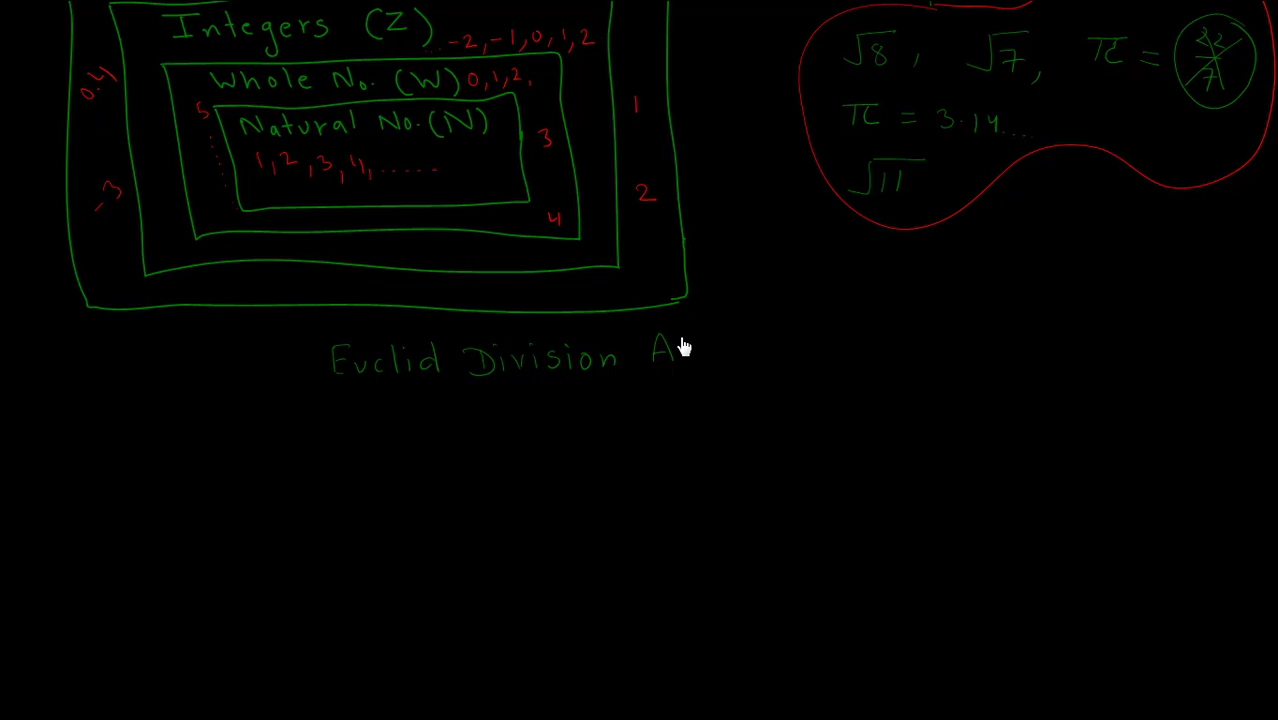 Integers (Z)
... -2, -1, 0, 1, 2
Whole No. (W) 0, 1, 2,
Natural No. (N)
1, 2, 3, 4, ......
0.4
-3
5
3
4
1
2
√8, √7, π = 22/7
π = 3.14....
√11
Euclid Division A